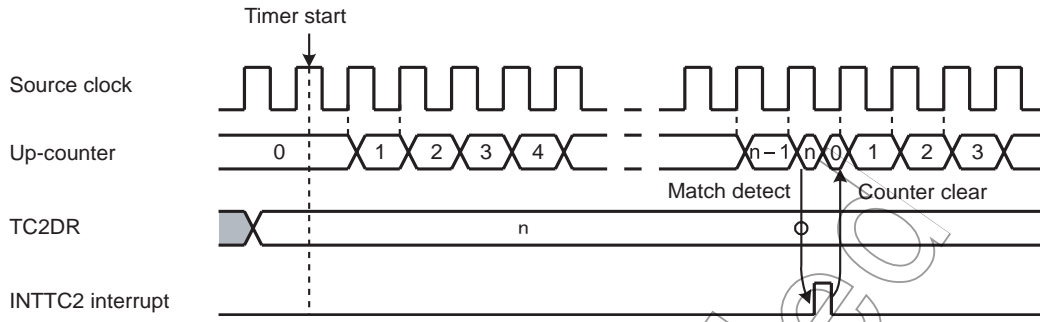 Timer start
Source clock
Up-counter 0 1 2 3 4 n–1 n 0 1 2 3
Match detect Counter clear
TC2DR n
INTTC2 interrupt